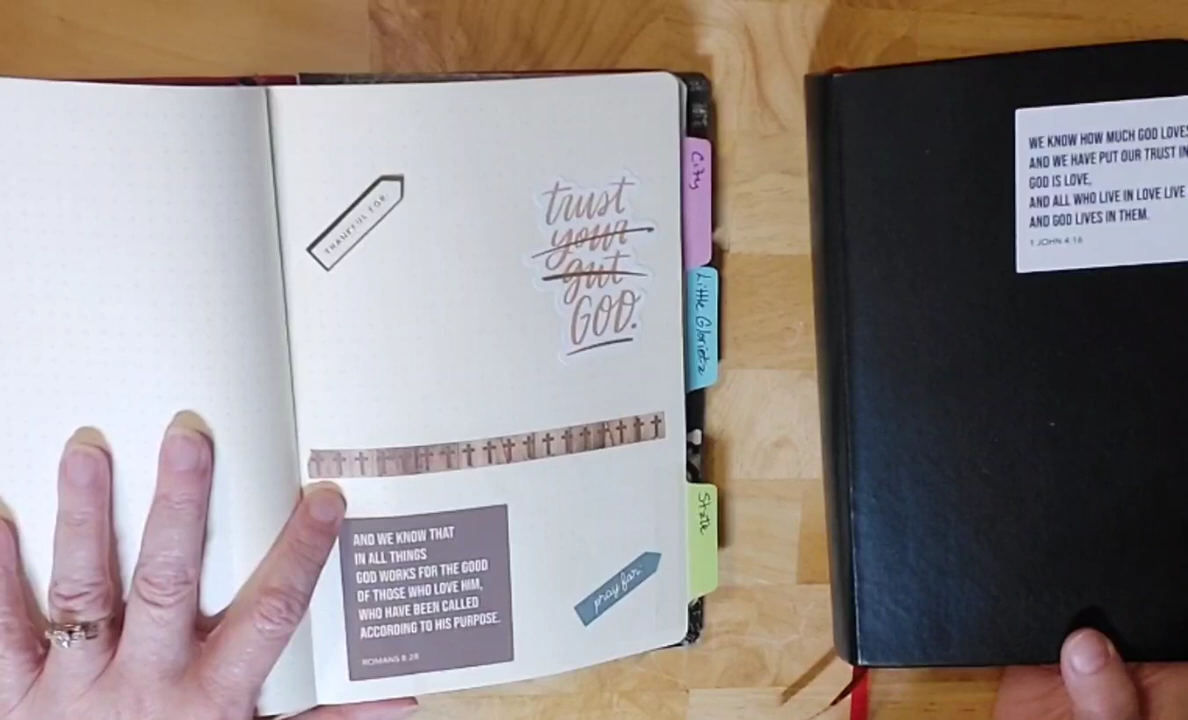 THANKFUL FOR:
trust
your
gut
GOD.
AND WE KNOW THAT
IN ALL THINGS
GOD WORKS FOR THE GOOD
OF THOSE WHO LOVE HIM,
WHO HAVE BEEN CALLED
ACCORDING TO HIS PURPOSE.
ROMANS 8:28
pray for:
City
Little Glorieta
State
WE KNOW HOW MUCH GOD LOVES
AND WE HAVE PUT OUR TRUST IN
GOD IS LOVE,
AND ALL WHO LIVE IN LOVE LIVE
AND GOD LIVES IN THEM.
1 JOHN 4:16